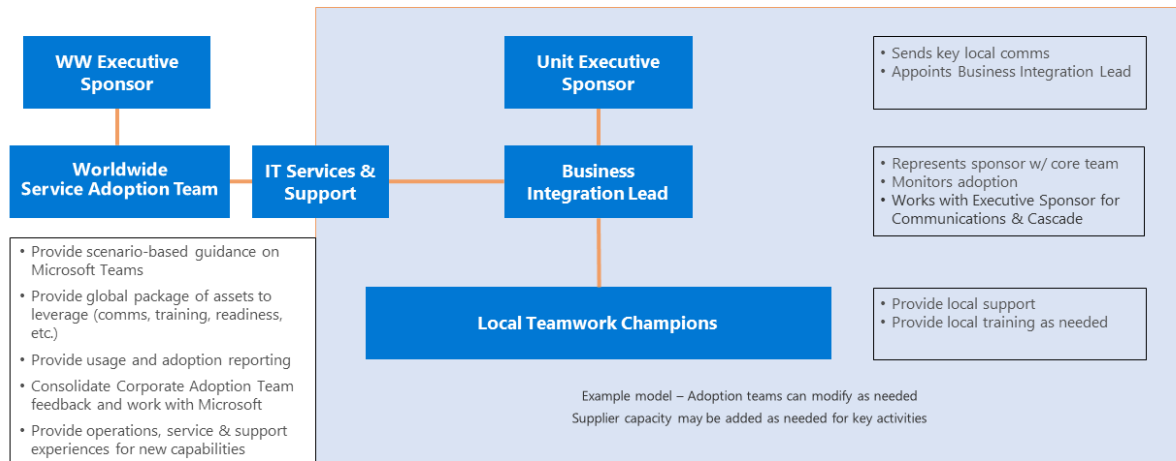 WW Executive
Sponsor
Unit Executive
Sponsor
• Sends key local comms
• Appoints Business Integration Lead
Worldwide
Service Adoption Team
IT Services &
Support
Business
Integration Lead
• Represents sponsor w/ core team
• Monitors adoption
• Works with Executive Sponsor for
Communications & Cascade
• Provide scenario-based guidance on
Microsoft Teams
• Provide global package of assets to
leverage (comms, training, readiness,
etc.)
• Provide usage and adoption reporting
• Consolidate Corporate Adoption Team
feedback and work with Microsoft
• Provide operations, service & support
experiences for new capabilities
Local Teamwork Champions
• Provide local support
• Provide local training as needed
Example model – Adoption teams can modify as needed
Supplier capacity may be added as needed for key activities